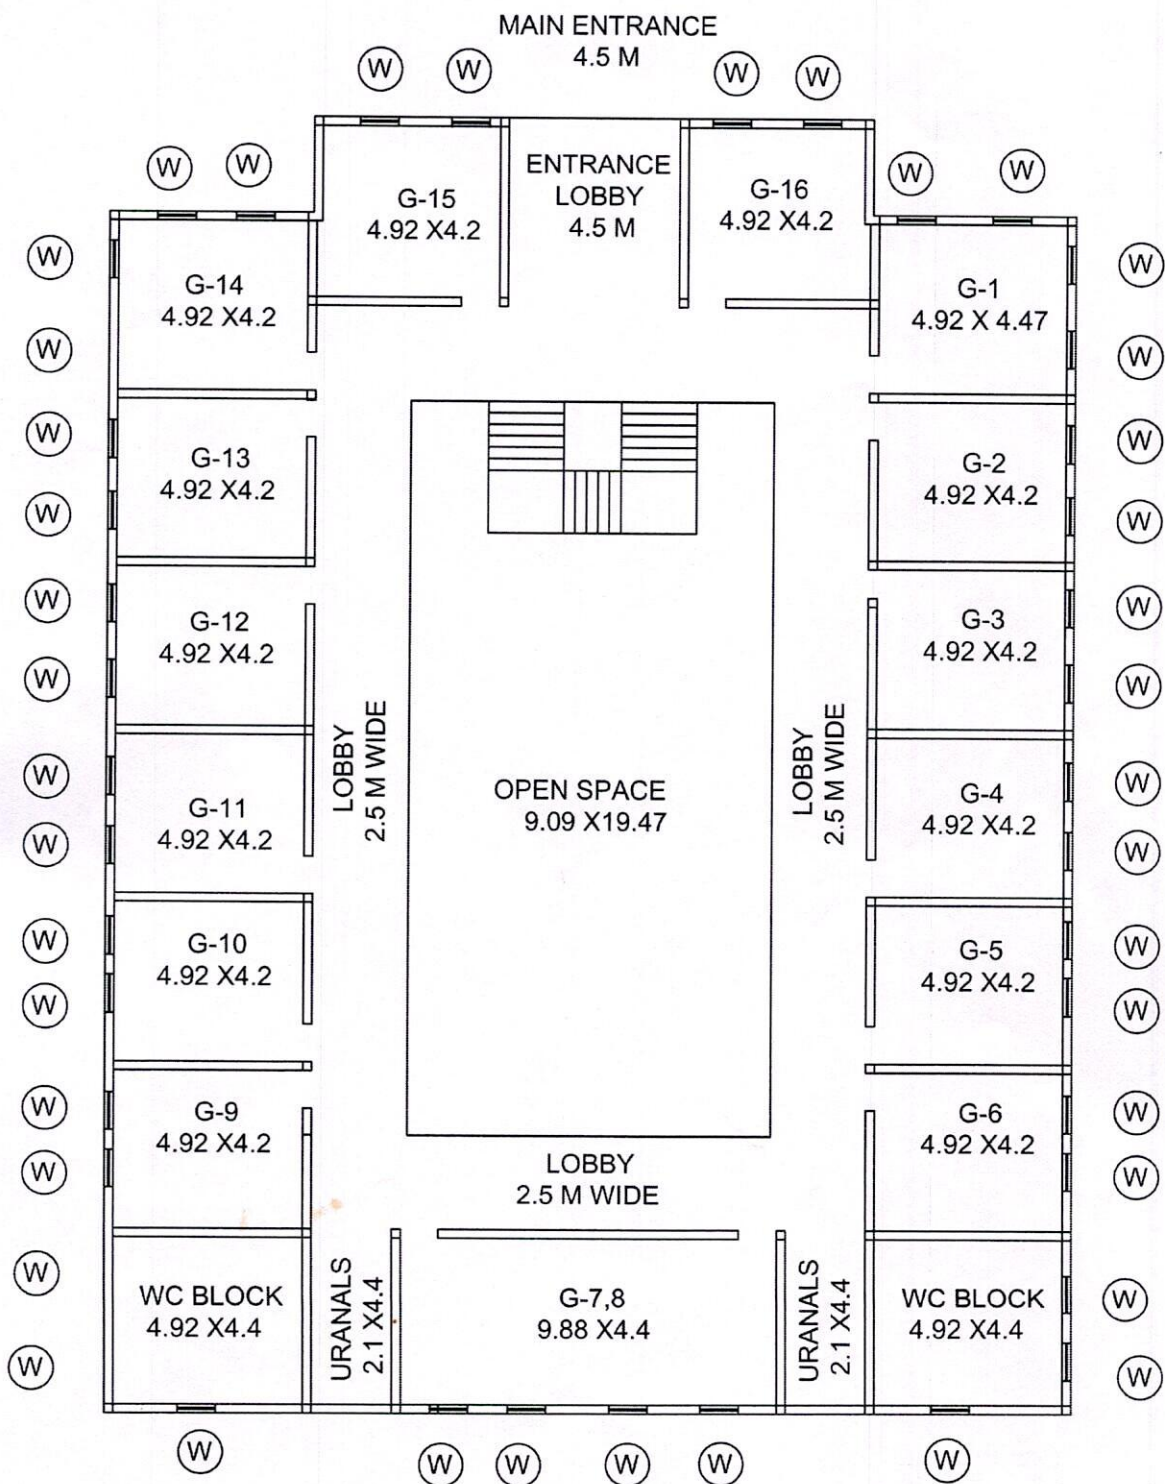 MAIN ENTRANCE
4.5 M
W
W
W
W
W
W
W
W
ENTRANCE
LOBBY
4.5 M
G-15
4.92 X4.2
G-16
4.92 X4.2
W
W
G-14
4.92 X4.2
G-1
4.92 X 4.47
W
W
W
W
G-13
4.92 X4.2
G-2
4.92 X4.2
W
W
W
W
G-12
4.92 X4.2
G-3
4.92 X4.2
W
W
LOBBY
2.5 M WIDE
OPEN SPACE
9.09 X19.47
LOBBY
2.5 M WIDE
W
W
G-11
4.92 X4.2
G-4
4.92 X4.2
W
W
W
W
G-10
4.92 X4.2
G-5
4.92 X4.2
W
W
W
W
G-9
4.92 X4.2
G-6
4.92 X4.2
W
W
LOBBY
2.5 M WIDE
W
W
W
W
WC BLOCK
4.92 X4.4
URANALS
2.1 X4.4
G-7,8
9.88 X4.4
URANALS
2.1 X4.4
WC BLOCK
4.92 X4.4
W
W
W
W
W
W
W
W